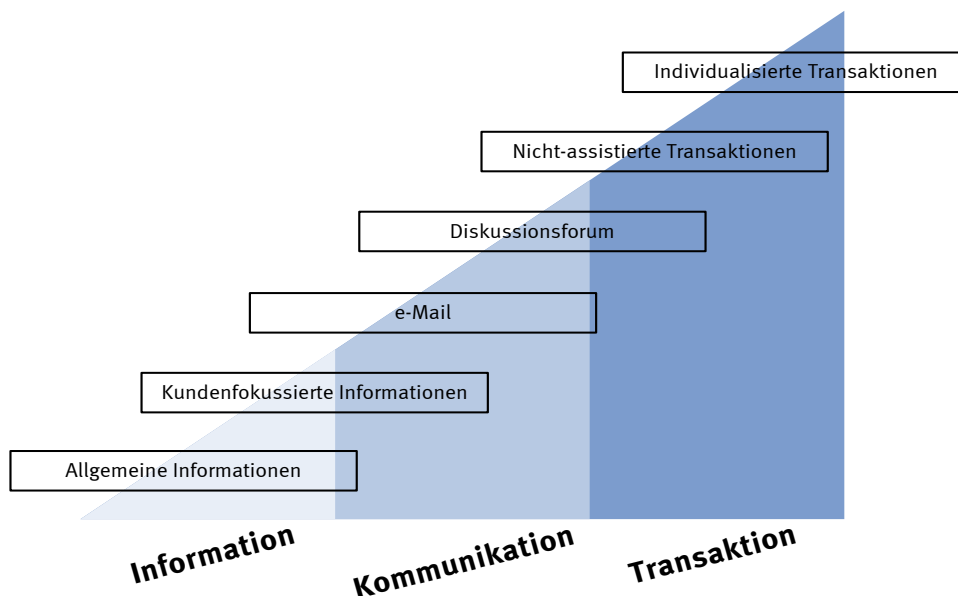 Individualisierte Transaktionen
Nicht-assistierte Transaktionen
Diskussionsforum
e-Mail
Kundenfokussierte Informationen
Allgemeine Informationen
Information
Kommunikation
Transaktion